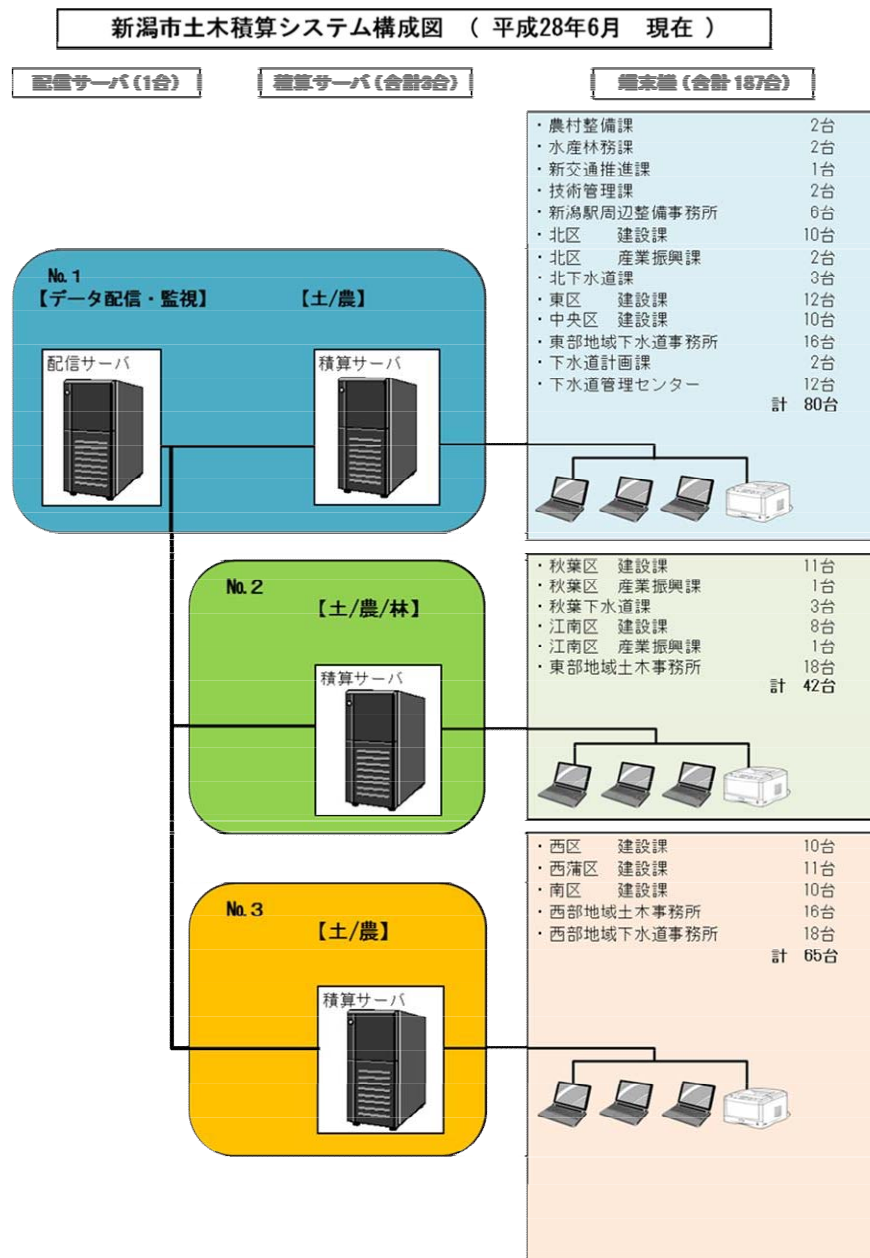 新潟市土木積算システム構成図 ( 平成28年6月 現在 )
配信サーバ(1台)
積算サーバ(合計3台)
端末機(合計187台)
・農村整備課 2台
・水産林務課 2台
・新交通推進課 1台
・技術管理課 2台
・新潟駅周辺整備事務所 6台
・北区 建設課 10台
・北区 産業振興課 2台
・北下水道課 3台
・東区 建設課 12台
・中央区 建設課 10台
・東部地域下水道事務所 16台
・下水道計画課 2台
・下水道管理センター 12台
計 80台
No.1
【データ配信・監視】
【土/農】
配信サーバ
積算サーバ
・秋葉区 建設課 11台
・秋葉区 産業振興課 1台
・秋葉下水道課 3台
・江南区 建設課 8台
・江南区 産業振興課 1台
・東部地域土木事務所 18台
計 42台
No.2
【土/農/林】
積算サーバ
・西区 建設課 10台
・西蒲区 建設課 11台
・南区 建設課 10台
・西部地域土木事務所 16台
・西部地域下水道事務所 18台
計 65台
No.3
【土/農】
積算サーバ